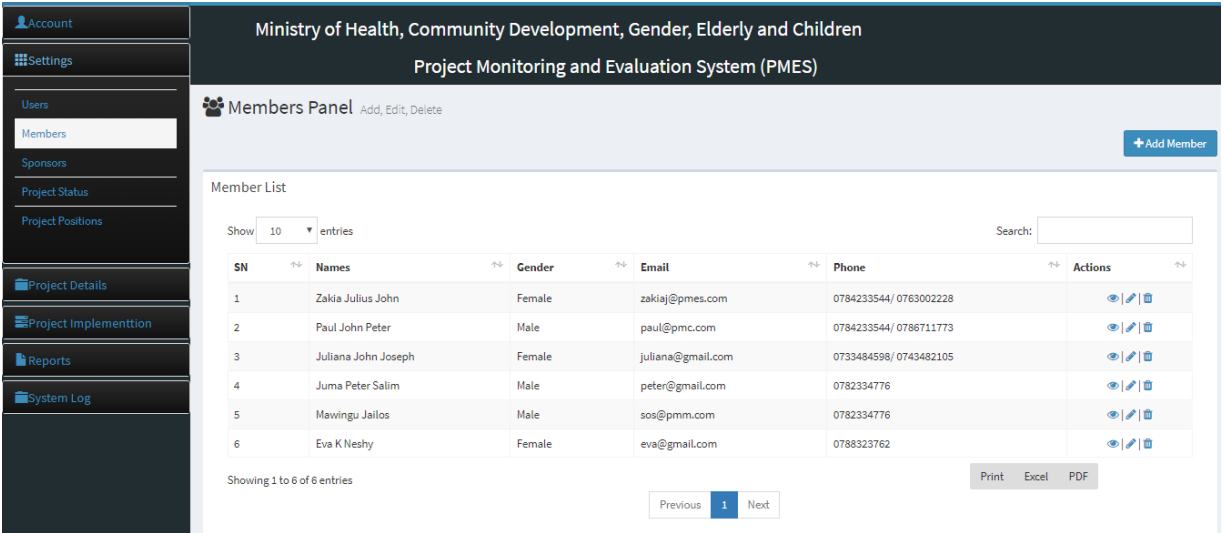 Account
Settings
Users
Members
Sponsors
Project Status
Project Positions
Project Details
Project Implementtion
Reports
System Log
Ministry of Health, Community Development, Gender, Elderly and Children
Project Monitoring and Evaluation System (PMES)
Members Panel Add, Edit, Delete
+ Add Member
Member List
Show 10 entries Search:
SN Names Gender Email Phone Actions
1 Zakia Julius John Female zakiaj@pmes.com 0784233544/ 0763002228 | |
2 Paul John Peter Male paul@pmc.com 0784233544/ 0786711773 | |
3 Juliana John Joseph Female juliana@gmail.com 0733484598/ 0743482105 | |
4 Juma Peter Salim Male peter@gmail.com 0782334776 | |
5 Mawingu Jailos Male sos@pmm.com 0782334776 | |
6 Eva K Neshy Female eva@gmail.com 0788323762 | |
Showing 1 to 6 of 6 entries Print Excel PDF
Previous 1 Next